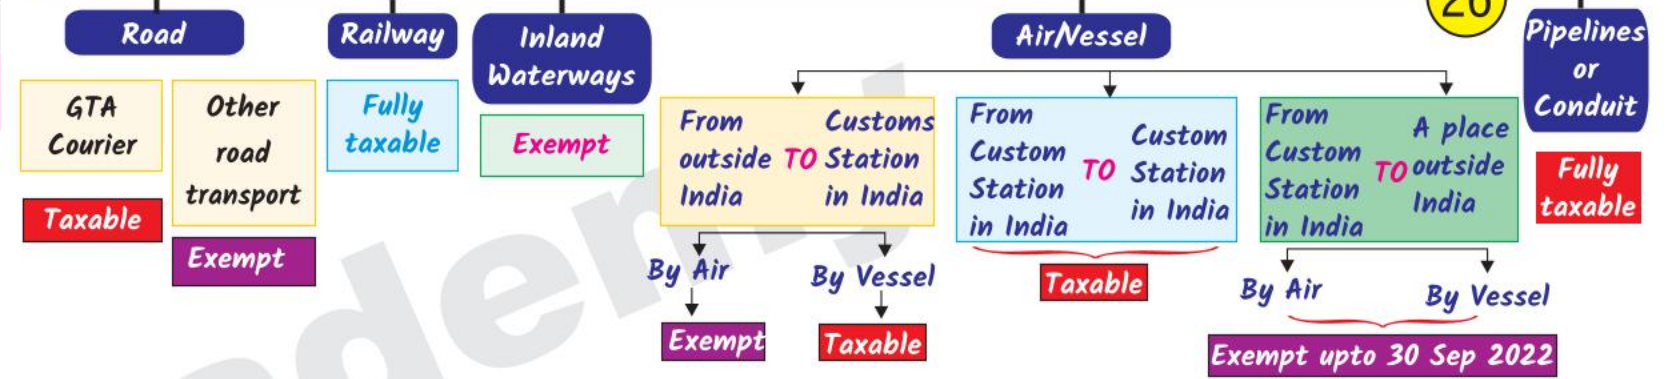 Road
GTA
Courier
Taxable
Other
road
transport
Exempt
Railway
Fully
taxable
Inland
Waterways
Exempt
Air/Vessel
From
outside
India
TO
Customs
Station
in India
By Air
Exempt
By Vessel
Taxable
From
Custom
Station
in India
TO
Custom
Station
in India
Taxable
From
Custom
Station
in India
TO
A place
outside
India
By Air
By Vessel
Exempt upto 30 Sep 2022
26
Pipelines
or
Conduit
Fully
taxable
ademy